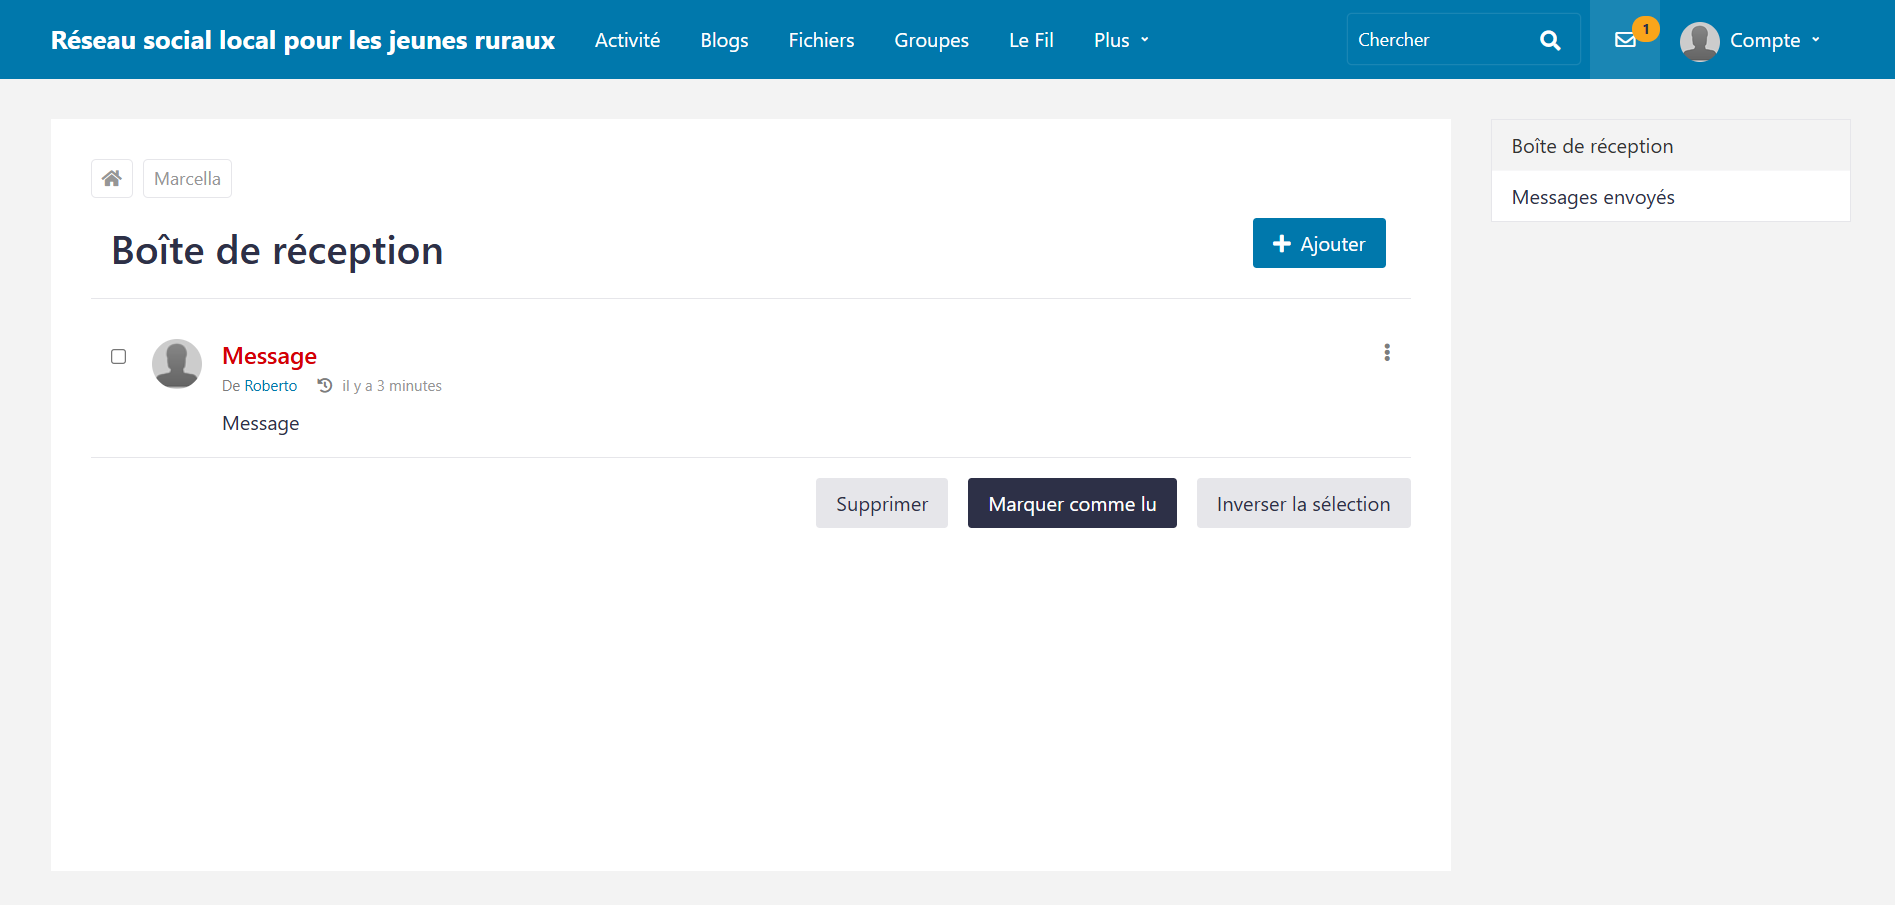 Réseau social local pour les jeunes ruraux
Activité
Blogs
Fichiers
Groupes
Le Fil
Plus
Chercher
1
Compte
Marcella
Boîte de réception
Ajouter
Message
De Roberto il y a 3 minutes
Message
Supprimer
Marquer comme lu
Inverser la sélection
Boîte de réception
Messages envoyés